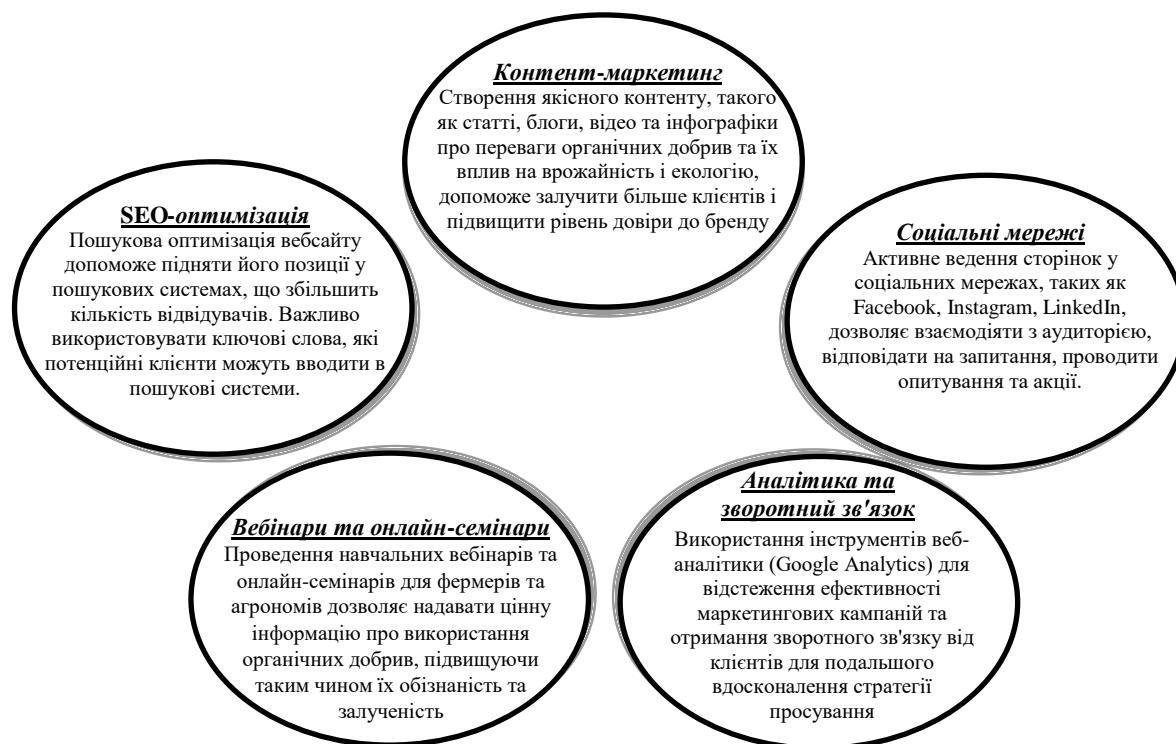 Контент-маркетинг
Створення якісного контенту, такого
як статті, блоги, відео та інфографіки
про переваги органічних добрив та їх
вплив на врожайність і екологію,
допоможе залучити більше клієнтів і
підвищити рівень довіри до бренду
SEO-оптимізація
Пошукова оптимізація вебсайту
допоможе підняти його позиції у
пошукових системах, що збільшить
кількість відвідувачів. Важливо
використовувати ключові слова, які
потенційні клієнти можуть вводити в
пошукові системи.
Соціальні мережі
Активне ведення сторінок у
соціальних мережах, таких як
Facebook, Instagram, LinkedIn,
дозволяє взаємодіяти з аудиторією,
відповідати на запитання, проводити
опитування та акції.
Вебінари та онлайн-семінари
Проведення навчальних вебінарів та
онлайн-семінарів для фермерів та
агрономів дозволяє надавати цінну
інформацію про використання
органічних добрив, підвищуючи
таким чином їх обізнаність та
залученість
Аналітика та
зворотний зв'язок
Використання інструментів веб-
аналітики (Google Analytics) для
відстеження ефективності
маркетингових кампаній та
отримання зворотного зв'язку від
клієнтів для подальшого
вдосконалення стратегії
просування